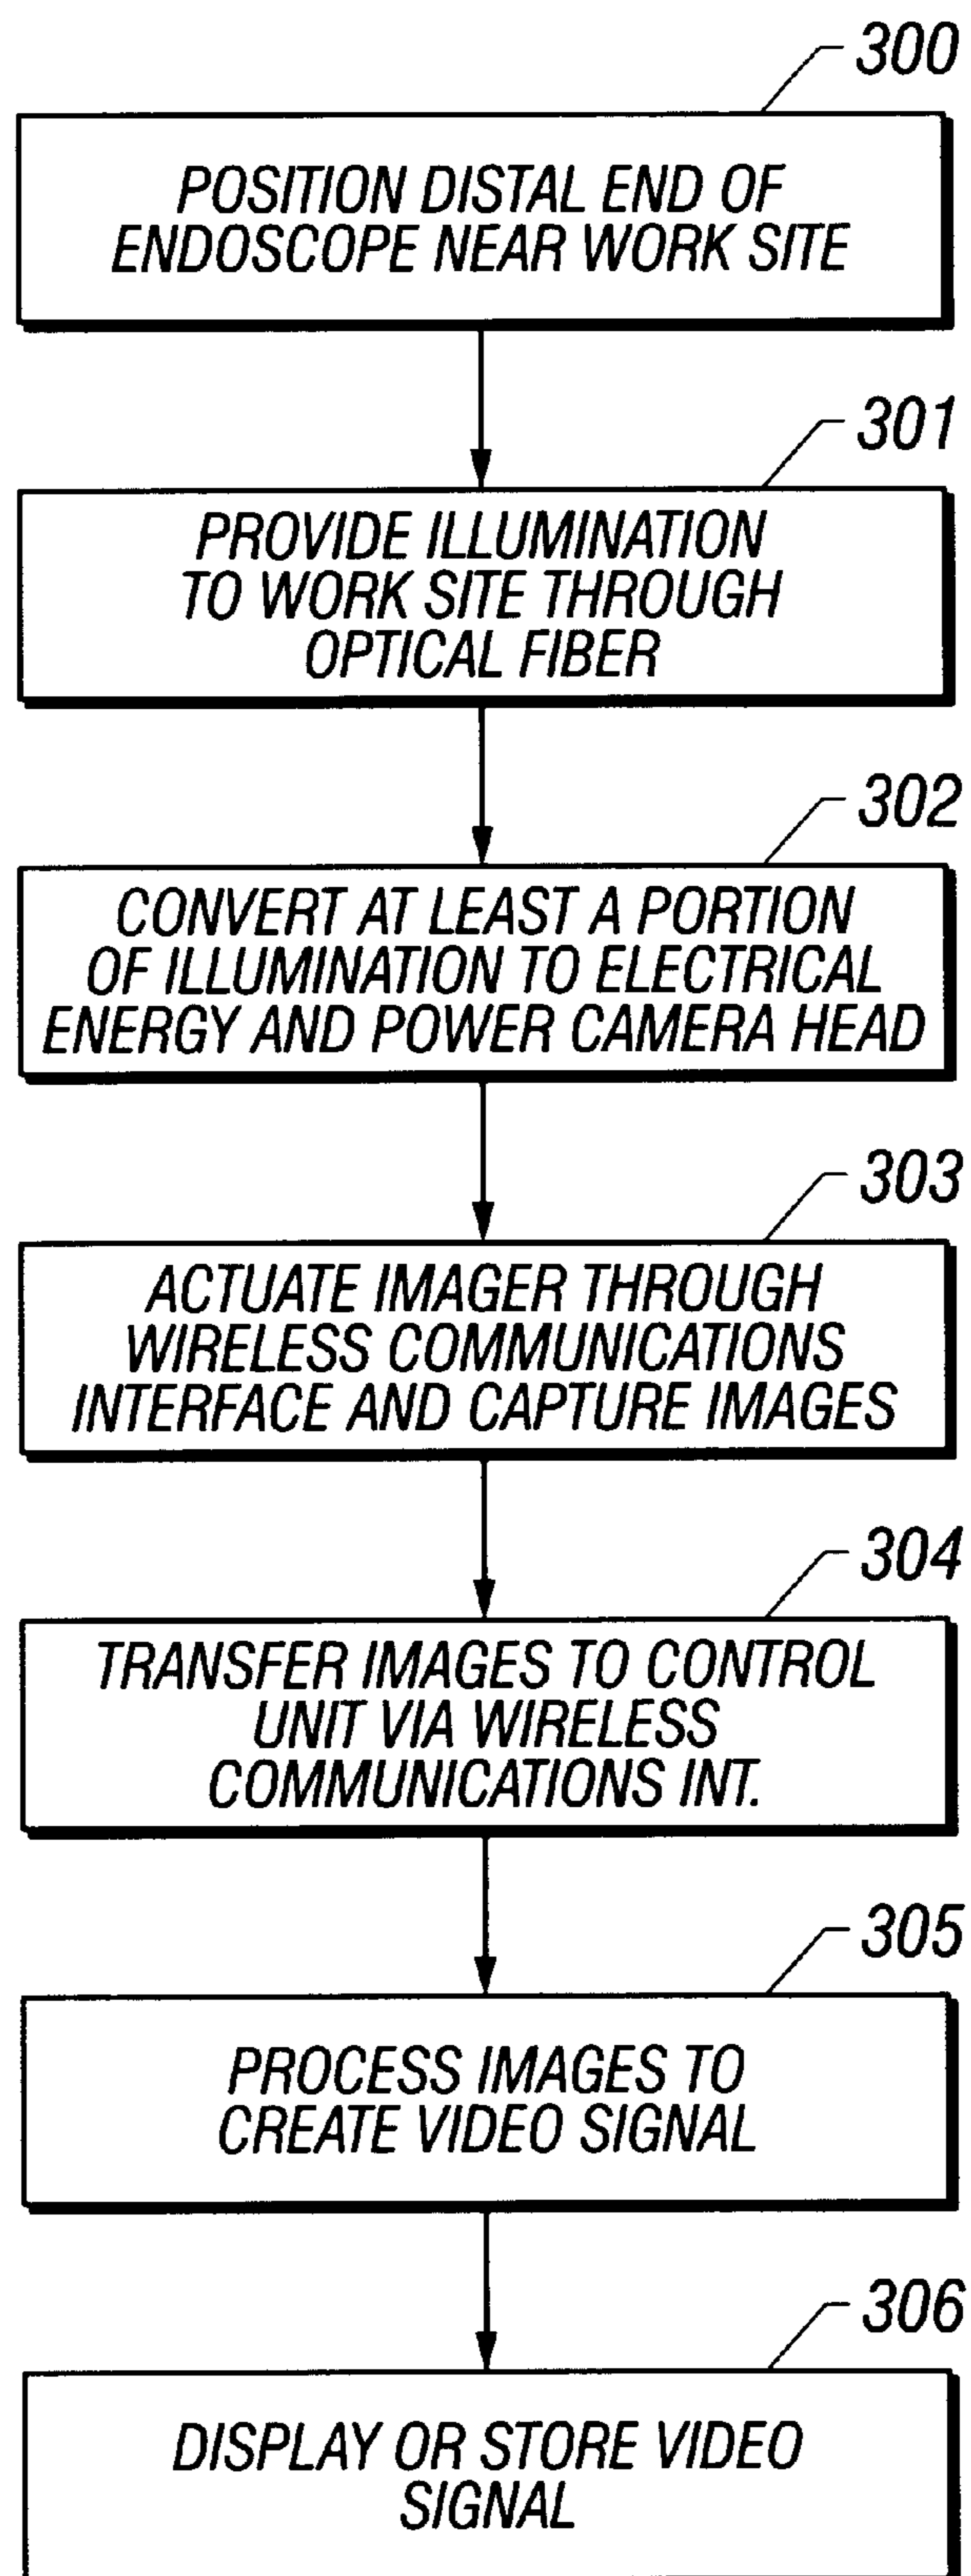 300
POSITION DISTAL END OF
ENDOSCOPE NEAR WORK SITE
301
PROVIDE ILLUMINATION
TO WORK SITE THROUGH
OPTICAL FIBER
302
CONVERT AT LEAST A PORTION
OF ILLUMINATION TO ELECTRICAL
ENERGY AND POWER CAMERA HEAD
303
ACTUATE IMAGER THROUGH
WIRELESS COMMUNICATIONS
INTERFACE AND CAPTURE IMAGES
304
TRANSFER IMAGES TO CONTROL
UNIT VIA WIRELESS
COMMUNICATIONS INT.
305
PROCESS IMAGES TO
CREATE VIDEO SIGNAL
306
DISPLAY OR STORE VIDEO
SIGNAL